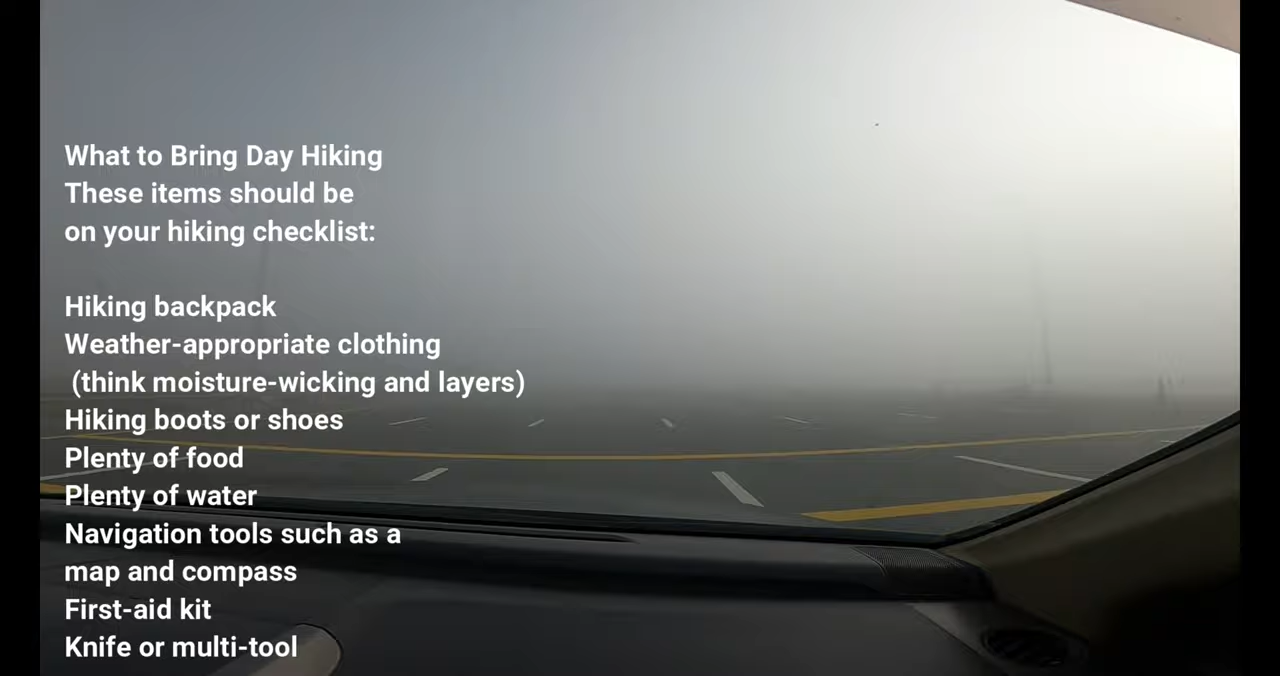 What to Bring Day Hiking
These items should be
on your hiking checklist:
Hiking backpack
Weather-appropriate clothing
(think moisture-wicking and layers)
Hiking boots or shoes
Plenty of food
Plenty of water
Navigation tools such as a
map and compass
First-aid kit
Knife or multi-tool